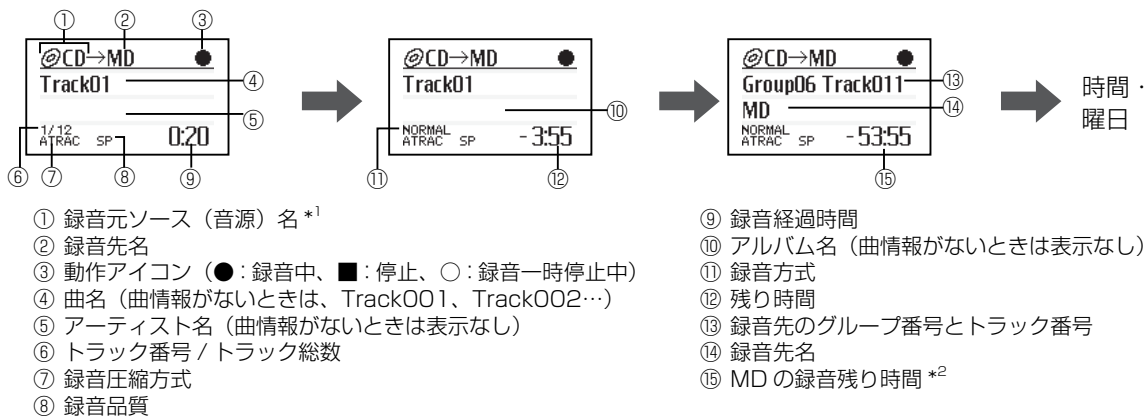 ① ② ③
CD→MD ●
Track01
④
⑤
1/12
ATRAC SP 0:20
⑥ ⑦ ⑧ ⑨
CD→MD ●
Track01
⑩
NORMAL
ATRAC SP -3:55
⑪ ⑫
CD→MD ●
Group06 Track011
⑬
MD
⑭
NORMAL
ATRAC SP -53:55
⑮
時間・
曜日
① 録音元ソース（音源）名 *1
② 録音先名
③ 動作アイコン（●：録音中、■：停止、○：録音一時停止中）
④ 曲名（曲情報がないときは、Track001、Track002…）
⑤ アーティスト名（曲情報がないときは表示なし）
⑥ トラック番号 / トラック総数
⑦ 録音圧縮方式
⑧ 録音品質
⑨ 録音経過時間
⑩ アルバム名（曲情報がないときは表示なし）
⑪ 録音方式
⑫ 残り時間
⑬ 録音先のグループ番号とトラック番号
⑭ 録音先名
⑮ MD の録音残り時間 *2